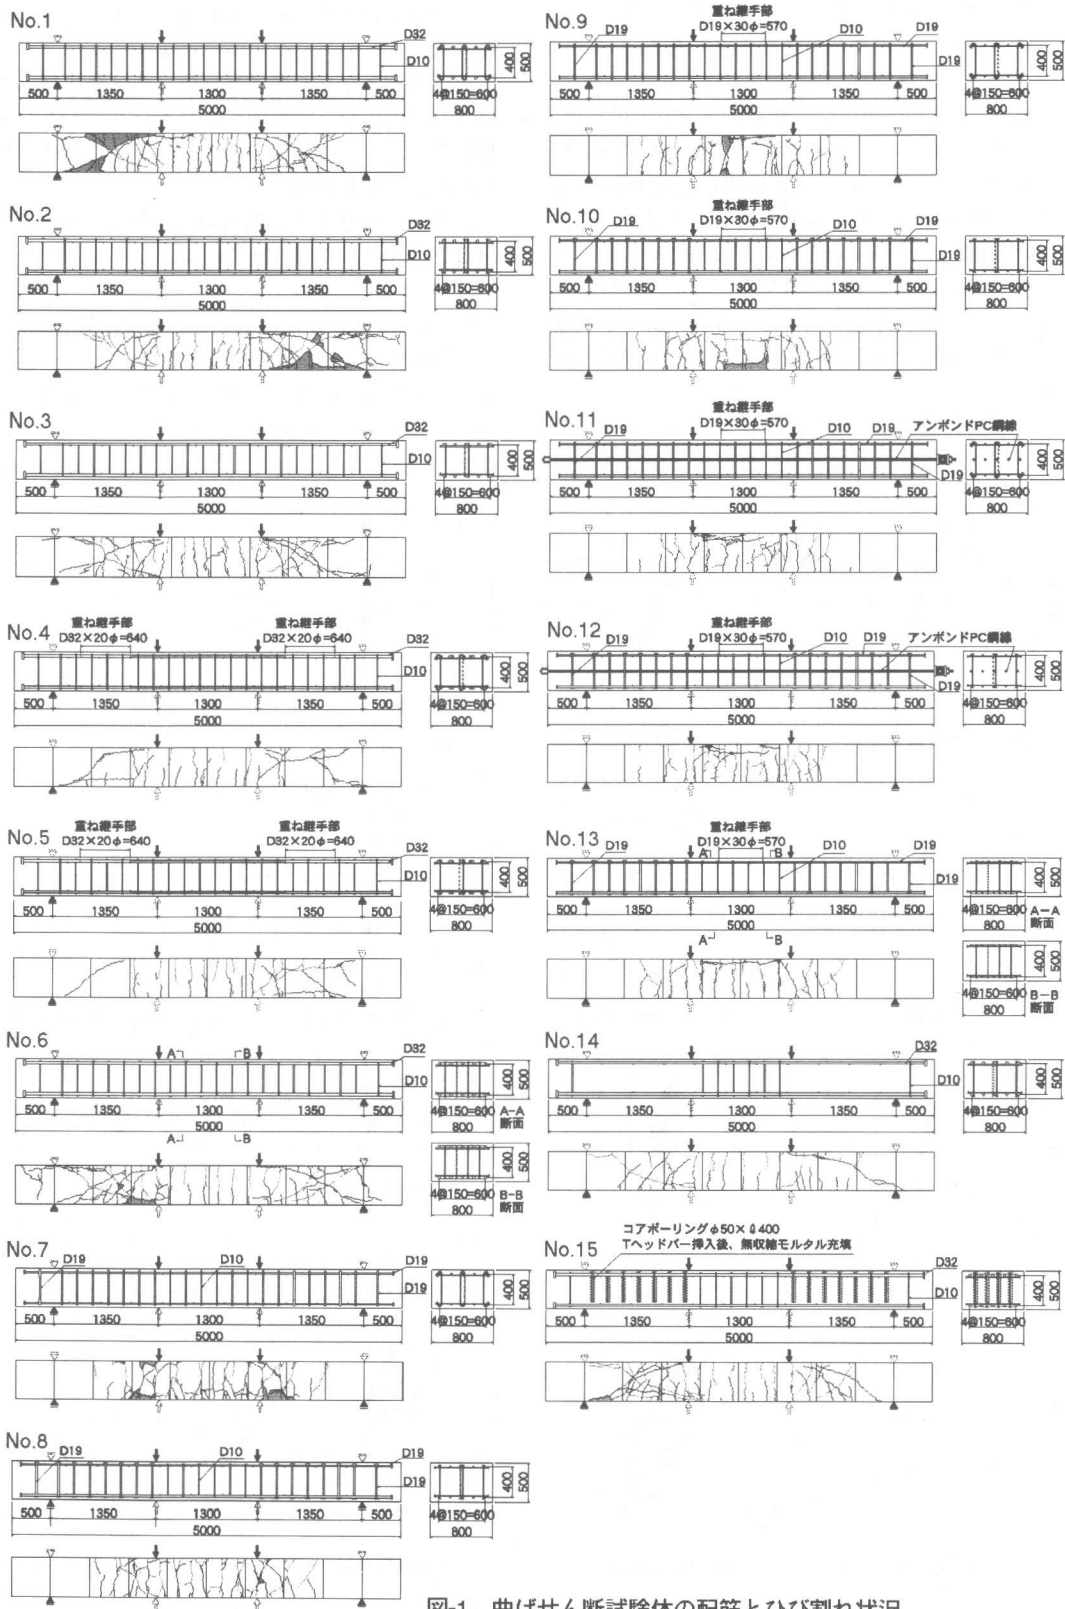 No.1
D32
D10
500
1350
1300
1350
500
5000
400
500
4@150=600
800
No.2
D32
D10
500
1350
1300
1350
500
5000
400
500
4@150=600
800
No.3
D32
D10
500
1350
1300
1350
500
5000
400
500
4@150=600
800
No.4
重ね継手部
D32×20φ=640
重ね継手部
D32×20φ=640
D32
D10
500
1350
1300
1350
500
5000
400
500
4@150=600
800
No.5
重ね継手部
D32×20φ=640
重ね継手部
D32×20φ=640
D32
D10
500
1350
1300
1350
500
5000
400
500
4@150=600
800
No.6
A
B
D32
D10
500
1350
1300
1350
500
5000
A
B
400
500
4@150=600
800
A-A
断面
400
500
4@150=600
800
B-B
断面
No.7
D19
D10
D19
D19
500
1350
1300
1350
500
5000
400
500
4@150=600
800
No.8
D19
D10
D19
D19
500
1350
1300
1350
500
5000
400
500
4@150=600
800
No.9
D19
重ね継手部
D19×30φ=570
D10
D19
D19
500
1350
1300
1350
500
5000
400
500
4@150=600
800
No.10
D19
重ね継手部
D19×30φ=570
D10
D19
D19
500
1350
1300
1350
500
5000
400
500
4@150=600
800
No.11
D19
重ね継手部
D19×30φ=570
D10
D19
アンボンドPC鋼線
D19
500
1350
1300
1350
500
5000
400
500
4@150=600
800
No.12
D19
重ね継手部
D19×30φ=570
D10
D19
アンボンドPC鋼線
D19
500
1350
1300
1350
500
5000
400
500
4@150=600
800
No.13
D19
重ね継手部
D19×30φ=570
A
B
D10
D19
D19
500
1350
1300
1350
500
5000
A
B
400
500
4@150=600
800
A-A
断面
400
500
4@150=600
800
B-B
断面
No.14
D32
D10
500
1350
1300
1350
500
5000
400
500
4@150=600
800
No.15
コアボーリングφ50×ℓ400
Tヘッドバー挿入後、無収縮モルタル充填
D32
D10
500
1350
1300
1350
500
5000
400
500
4@150=600
800
図-1 曲げせん断試験体の配筋とひび割れ状況